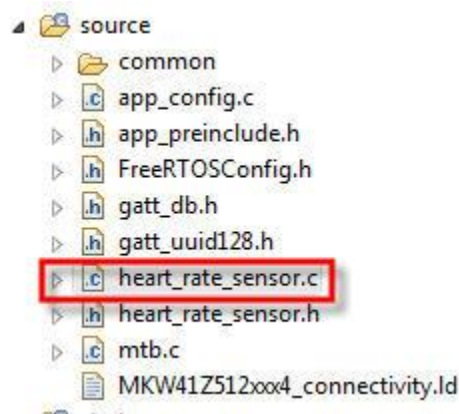 source
common
.c app_config.c
.h app_preinclude.h
.h FreeRTOSConfig.h
.h gatt_db.h
.h gatt_uuid128.h
.c heart_rate_sensor.c
.h heart_rate_sensor.h
.c mtb.c
MKW41Z512xxx4_connectivity.ld